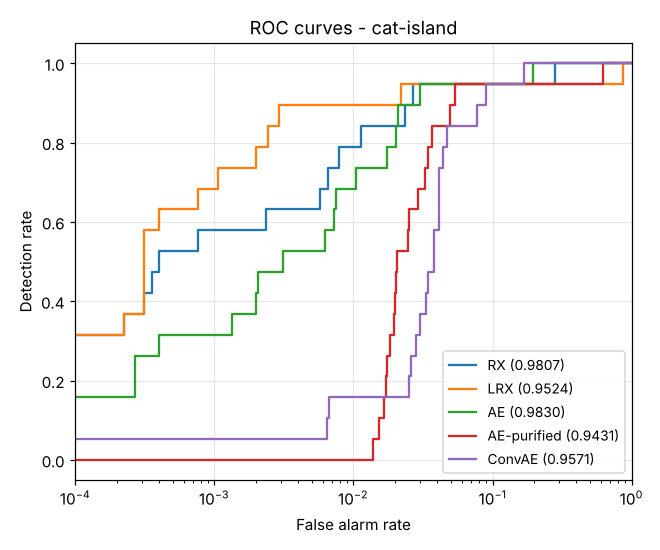 ROC curves - cat-island
Detection rate
1.0
0.8
0.6
0.4
0.2
0.0
RX (0.9807)
LRX (0.9524)
AE (0.9830)
AE-purified (0.9431)
ConvAE (0.9571)
10⁻⁴
10⁻³
10⁻²
10⁻¹
10⁰
False alarm rate